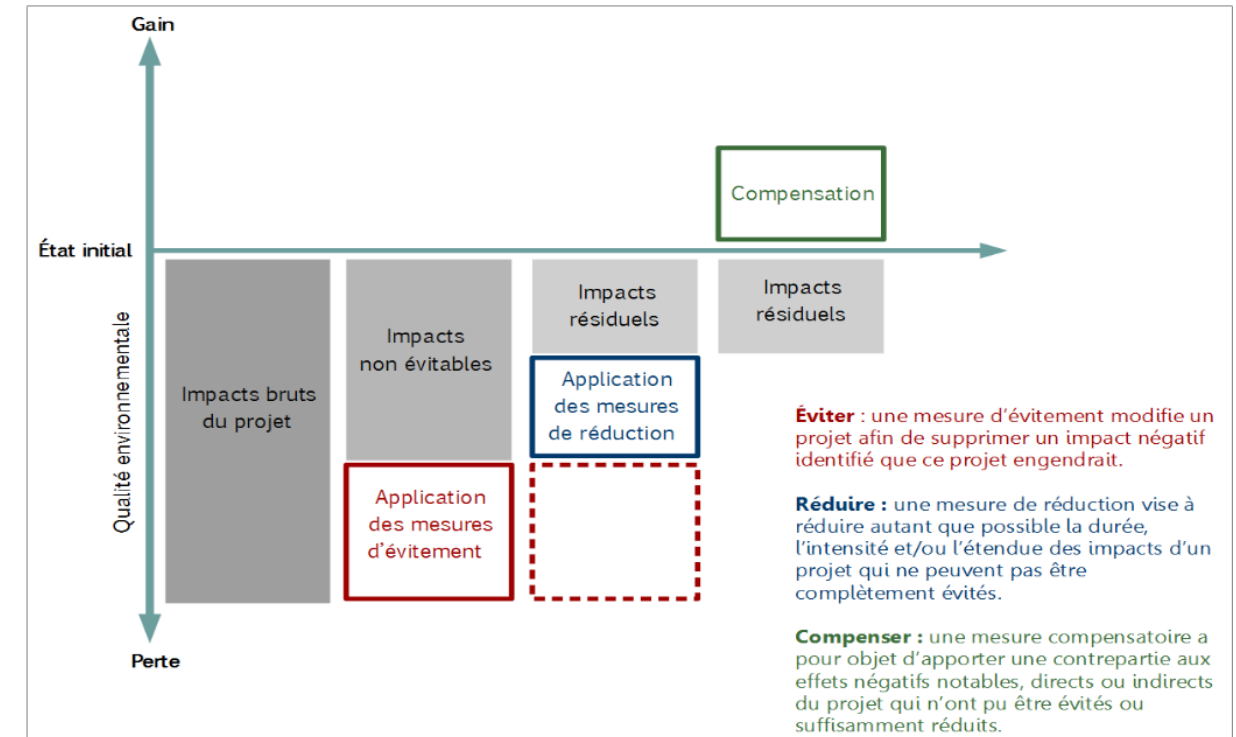 Gain
Compensation
État initial
Qualité environnementale
Impacts bruts
du projet
Impacts
non évitables
Application
des mesures
d'évitement
Impacts
résiduels
Application
des mesures
de réduction
Impacts
résiduels
Perte
Éviter : une mesure d'évitement modifie un
projet afin de supprimer un impact négatif
identifié que ce projet engendrait.
Réduire : une mesure de réduction vise à
réduire autant que possible la durée,
l'intensité et/ou l'étendue des impacts d'un
projet qui ne peuvent pas être
complètement évités.
Compenser : une mesure compensatoire a
pour objet d'apporter une contrepartie aux
effets négatifs notables, directs ou indirects
du projet qui n'ont pu être évités ou
suffisamment réduits.